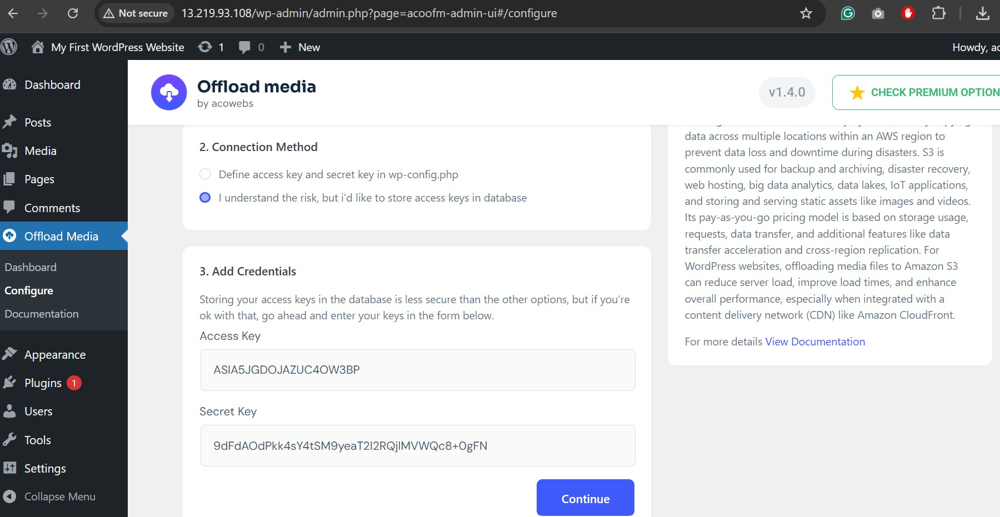 Not secure
13.219.93.108/wp-admin/admin.php?page=acoofm-admin-ui#/configure
My First WordPress Website
1
0
New
Howdy,
Dashboard
Posts
Media
Pages
Comments
Offload Media
Dashboard
Configure
Documentation
Appearance
Plugins 1
Users
Tools
Settings
Collapse Menu
Offload media
by acowebs
v1.4.0
CHECK PREMIUM OPTION
2. Connection Method
Define access key and secret key in wp-config.php
I understand the risk, but i'd like to store access keys in database
3. Add Credentials
Storing your access keys in the database is less secure than the other options, but if you're
ok with that, go ahead and enter your keys in the form below.
Access Key
ASIA5JGDOJAZUC4OW3BP
Secret Key
Continue
data across multiple locations within an AWS region to
prevent data loss and downtime during disasters. S3 is
commonly used for backup and archiving, disaster recovery,
web hosting, big data analytics, data lakes, IoT applications,
and storing and serving static assets like images and videos.
Its pay-as-you-go pricing model is based on storage usage,
requests, data transfer, and additional features like data
transfer acceleration and cross-region replication. For
WordPress websites, offloading media files to Amazon S3
can reduce server load, improve load times, and enhance
overall performance, especially when integrated with a
content delivery network (CDN) like Amazon CloudFront.
For more details View Documentation